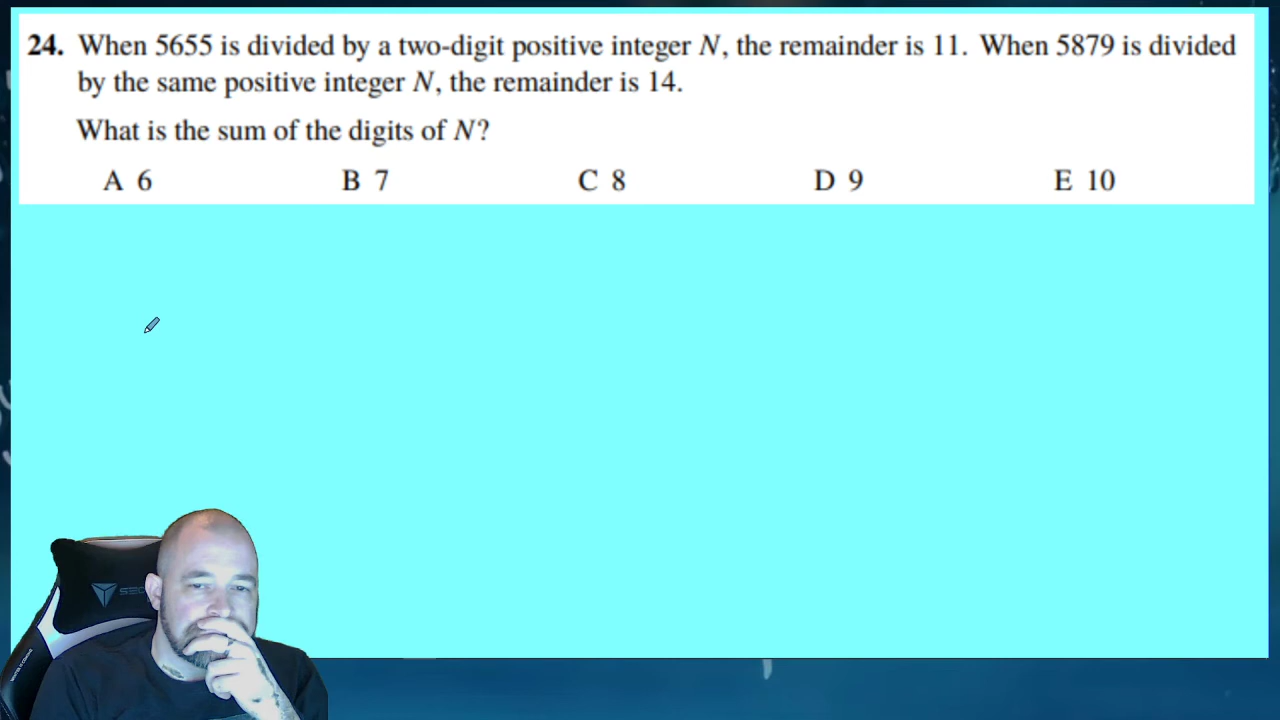 24. When 5655 is divided by a two-digit positive integer N, the remainder is 11. When 5879 is divided
by the same positive integer N, the remainder is 14.
What is the sum of the digits of N?
A 6 B 7 C 8 D 9 E 10